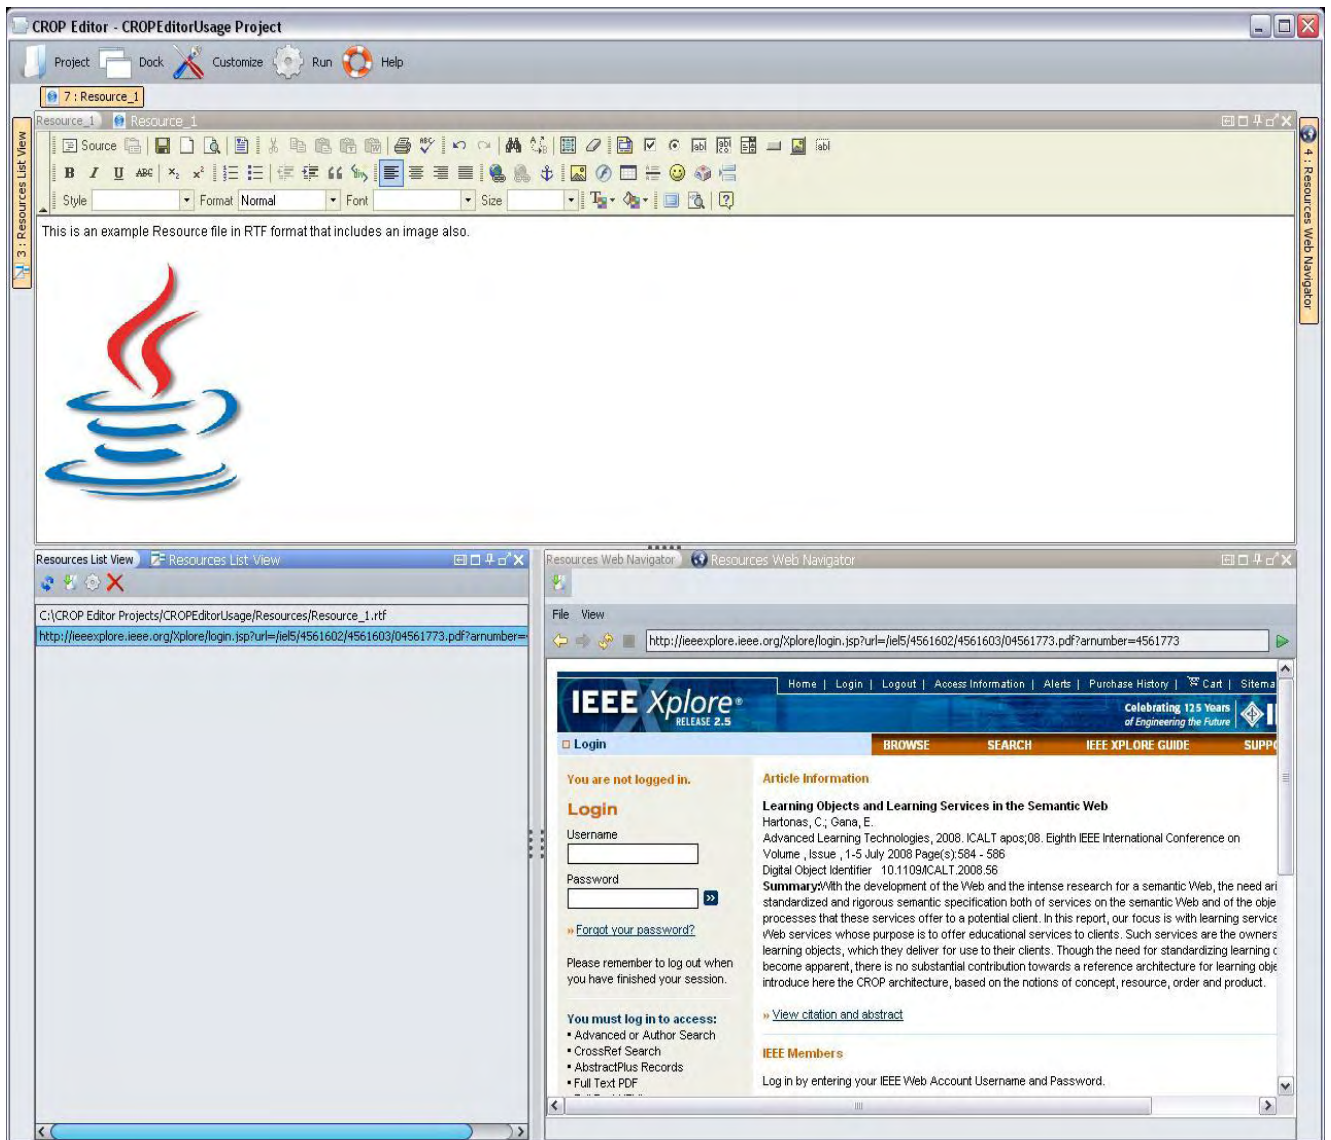 CROP Editor - CROPEditorUsage Project
Project Dock Customize Run Help
7 : Resource_1
Resource_1 Resource_1
3 : Resources List View
4 : Resources Web Navigator
Source
B I U ABC x₂ x²
Style Format Normal Font Size
This is an example Resource file in RTF format that includes an image also.
Resources List View Resources List View
C:\CROP Editor Projects/CROPEditorUsage/Resources/Resource_1.rtf
http://ieeexplore.ieee.org/Xplore/login.jsp?url=/iel5/4561602/4561603/04561773.pdf?arnumber=
Resources Web Navigator Resources Web Navigator
File View
http://ieeexplore.ieee.org/Xplore/login.jsp?url=/iel5/4561602/4561603/04561773.pdf?arnumber=4561773
Home | Login | Logout | Access Information | Alerts | Purchase History | Cart | Sitema
IEEE Xplore®
RELEASE 2.5
Celebrating 125 Years
of Engineering the Future
Login
BROWSE SEARCH IEEE XPLORE GUIDE SUPPO
You are not logged in.
Login
Username
Password
» Forgot your password?
Please remember to log out when
you have finished your session.
You must log in to access:
▪ Advanced or Author Search
▪ CrossRef Search
▪ AbstractPlus Records
▪ Full Text PDF
Article Information
Learning Objects and Learning Services in the Semantic Web
Hartonas, C.; Gana, E.
Advanced Learning Technologies, 2008. ICALT apos;08. Eighth IEEE International Conference on
Volume , Issue , 1-5 July 2008 Page(s):584 - 586
Digital Object Identifier 10.1109/ICALT.2008.56
Summary:With the development of the Web and the intense research for a semantic Web, the need ari
standardized and rigorous semantic specification both of services on the semantic Web and of the obje
processes that these services offer to a potential client. In this report, our focus is with learning service
Web services whose purpose is to offer educational services to clients. Such services are the owners
learning objects, which they deliver for use to their clients. Though the need for standardizing learning o
become apparent, there is no substantial contribution towards a reference architecture for learning obje
introduce here the CROP architecture, based on the notions of concept, resource, order and product.
» View citation and abstract
IEEE Members
Log in by entering your IEEE Web Account Username and Password.